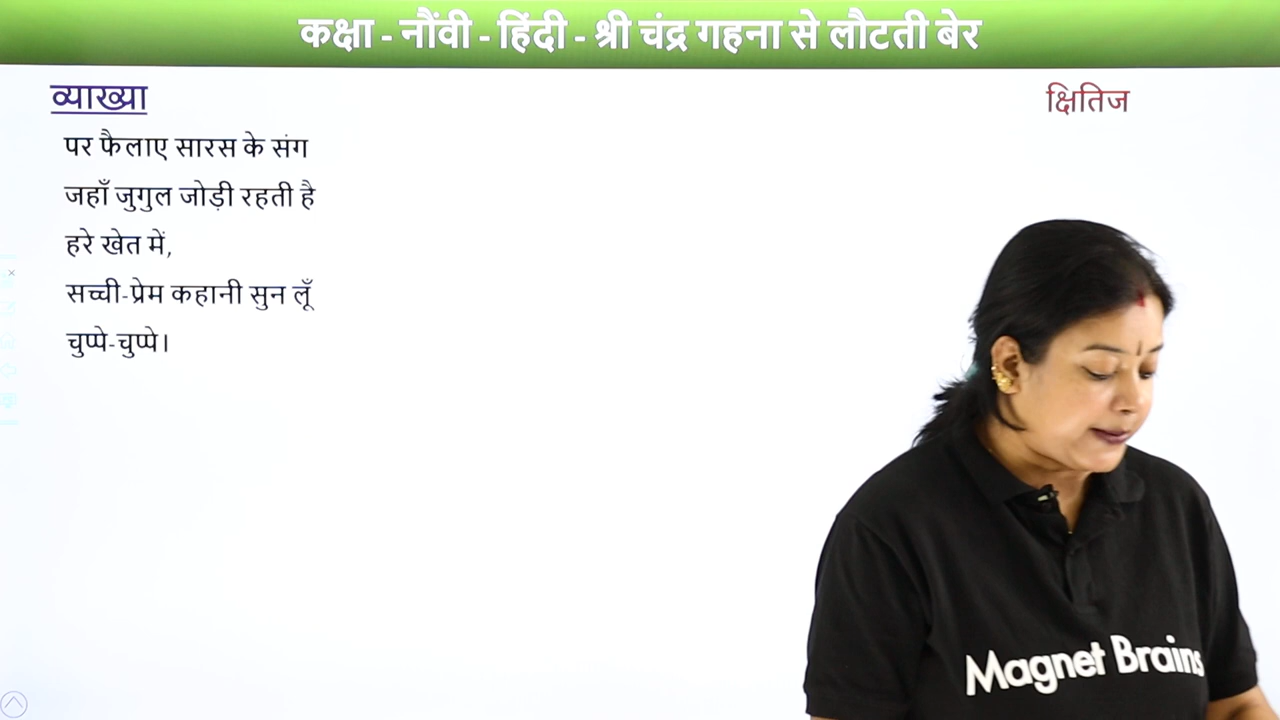 कक्षा - नौंवी - हिंदी - श्री चंद्र गहना से लौटती बेर
व्याख्या
क्षितिज
पर फैलाए सारस के संग
जहाँ जुगुल जोड़ी रहती है
हरे खेत में,
सच्ची-प्रेम कहानी सुन लूँ
चुप्पे-चुप्पे।
Magnet Brains